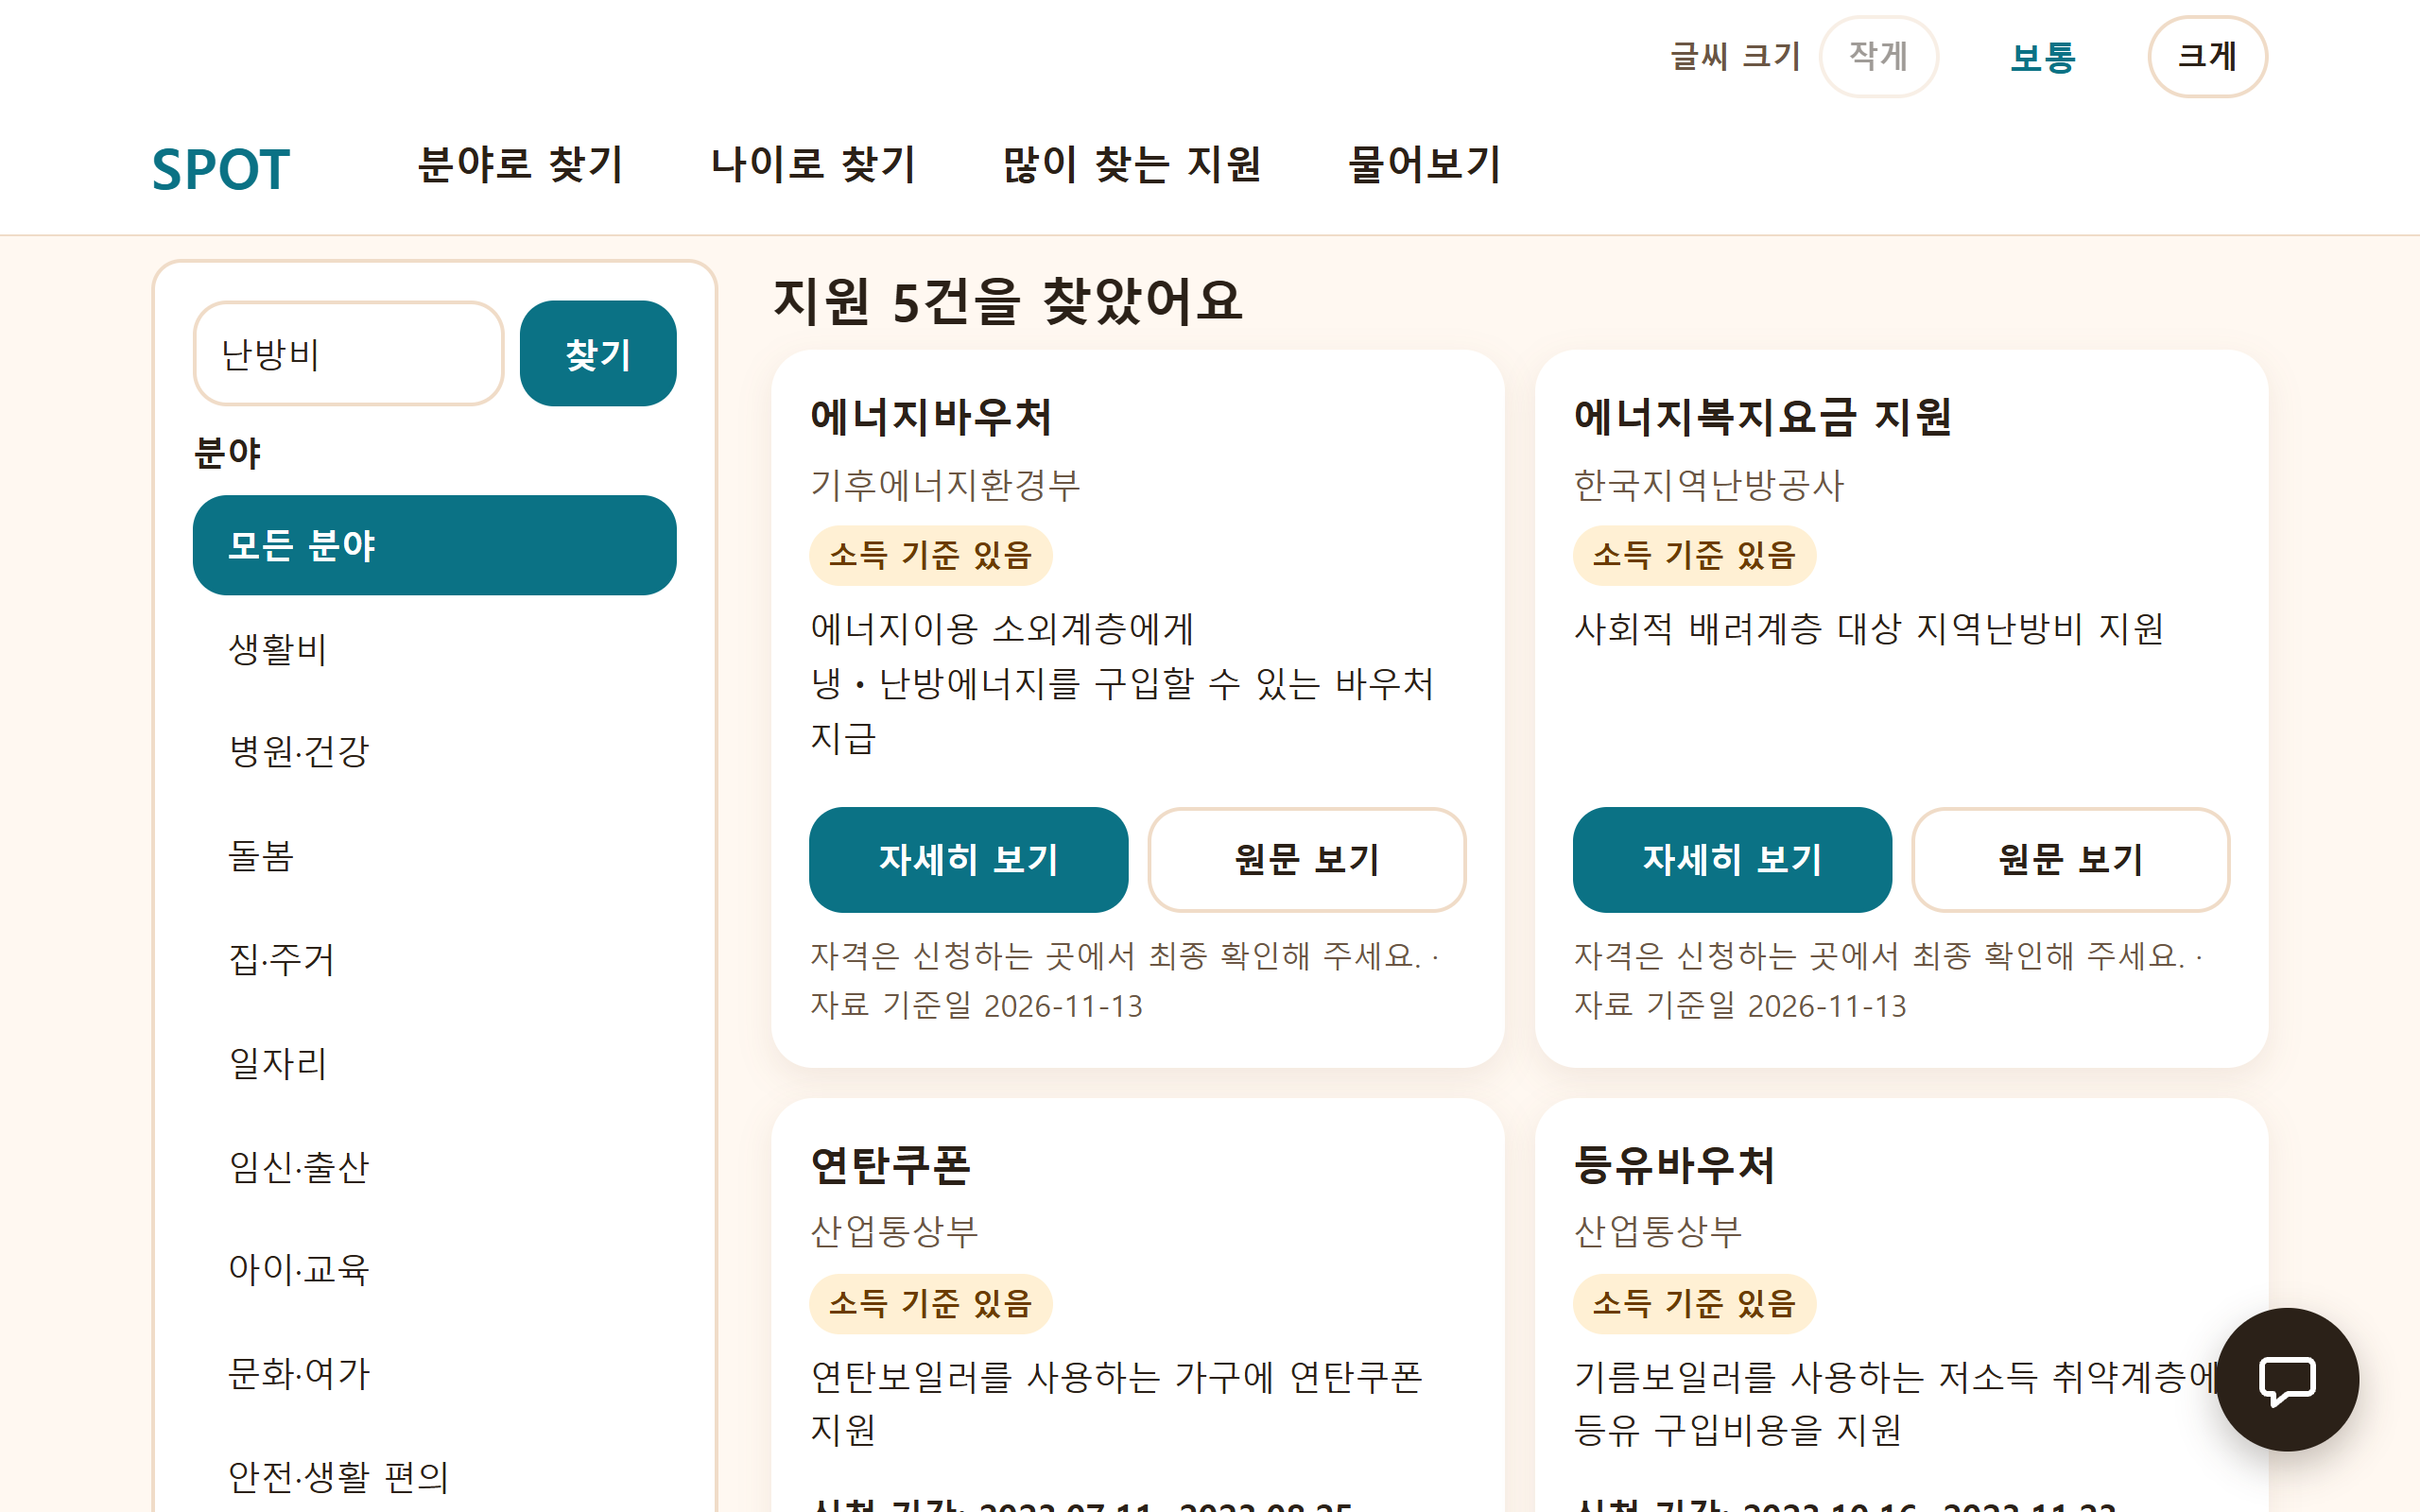 글씨 크기 작게 보통 크게
SPOT 분야로 찾기 나이로 찾기 많이 찾는 지원 물어보기
난방비 찾기
분야
모든 분야
생활비
병원·건강
돌봄
집·주거
일자리
임신·출산
아이·교육
문화·여가
안전·생활 편의
지원 5건을 찾았어요
에너지바우처
기후에너지환경부
소득 기준 있음
에너지이용 소외계층에게
냉·난방에너지를 구입할 수 있는 바우처
지급
자세히 보기 원문 보기
자격은 신청하는 곳에서 최종 확인해 주세요. ·
자료 기준일 2026-11-13
에너지복지요금 지원
한국지역난방공사
소득 기준 있음
사회적 배려계층 대상 지역난방비 지원
자세히 보기 원문 보기
자격은 신청하는 곳에서 최종 확인해 주세요. ·
자료 기준일 2026-11-13
연탄쿠폰
산업통상부
소득 기준 있음
연탄보일러를 사용하는 가구에 연탄쿠폰
지원
등유바우처
산업통상부
소득 기준 있음
기름보일러를 사용하는 저소득 취약계층에
등유 구입비용을 지원